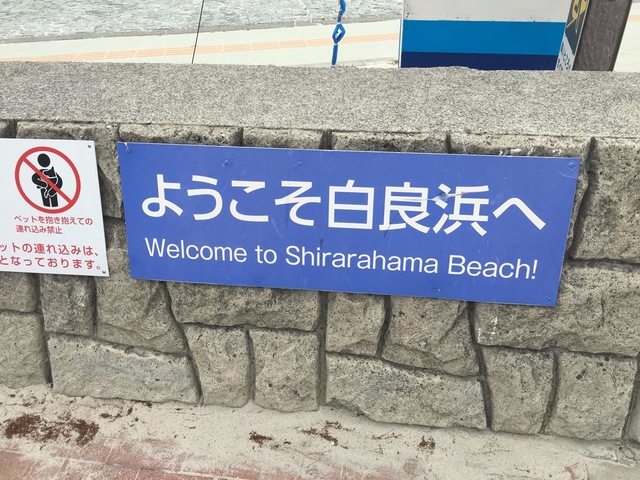 ペットを抱き抱えての
連れ込み禁止
ットの連れ込みは、
となっております。
ようこそ白良浜へ
Welcome to Shirarahama Beach!